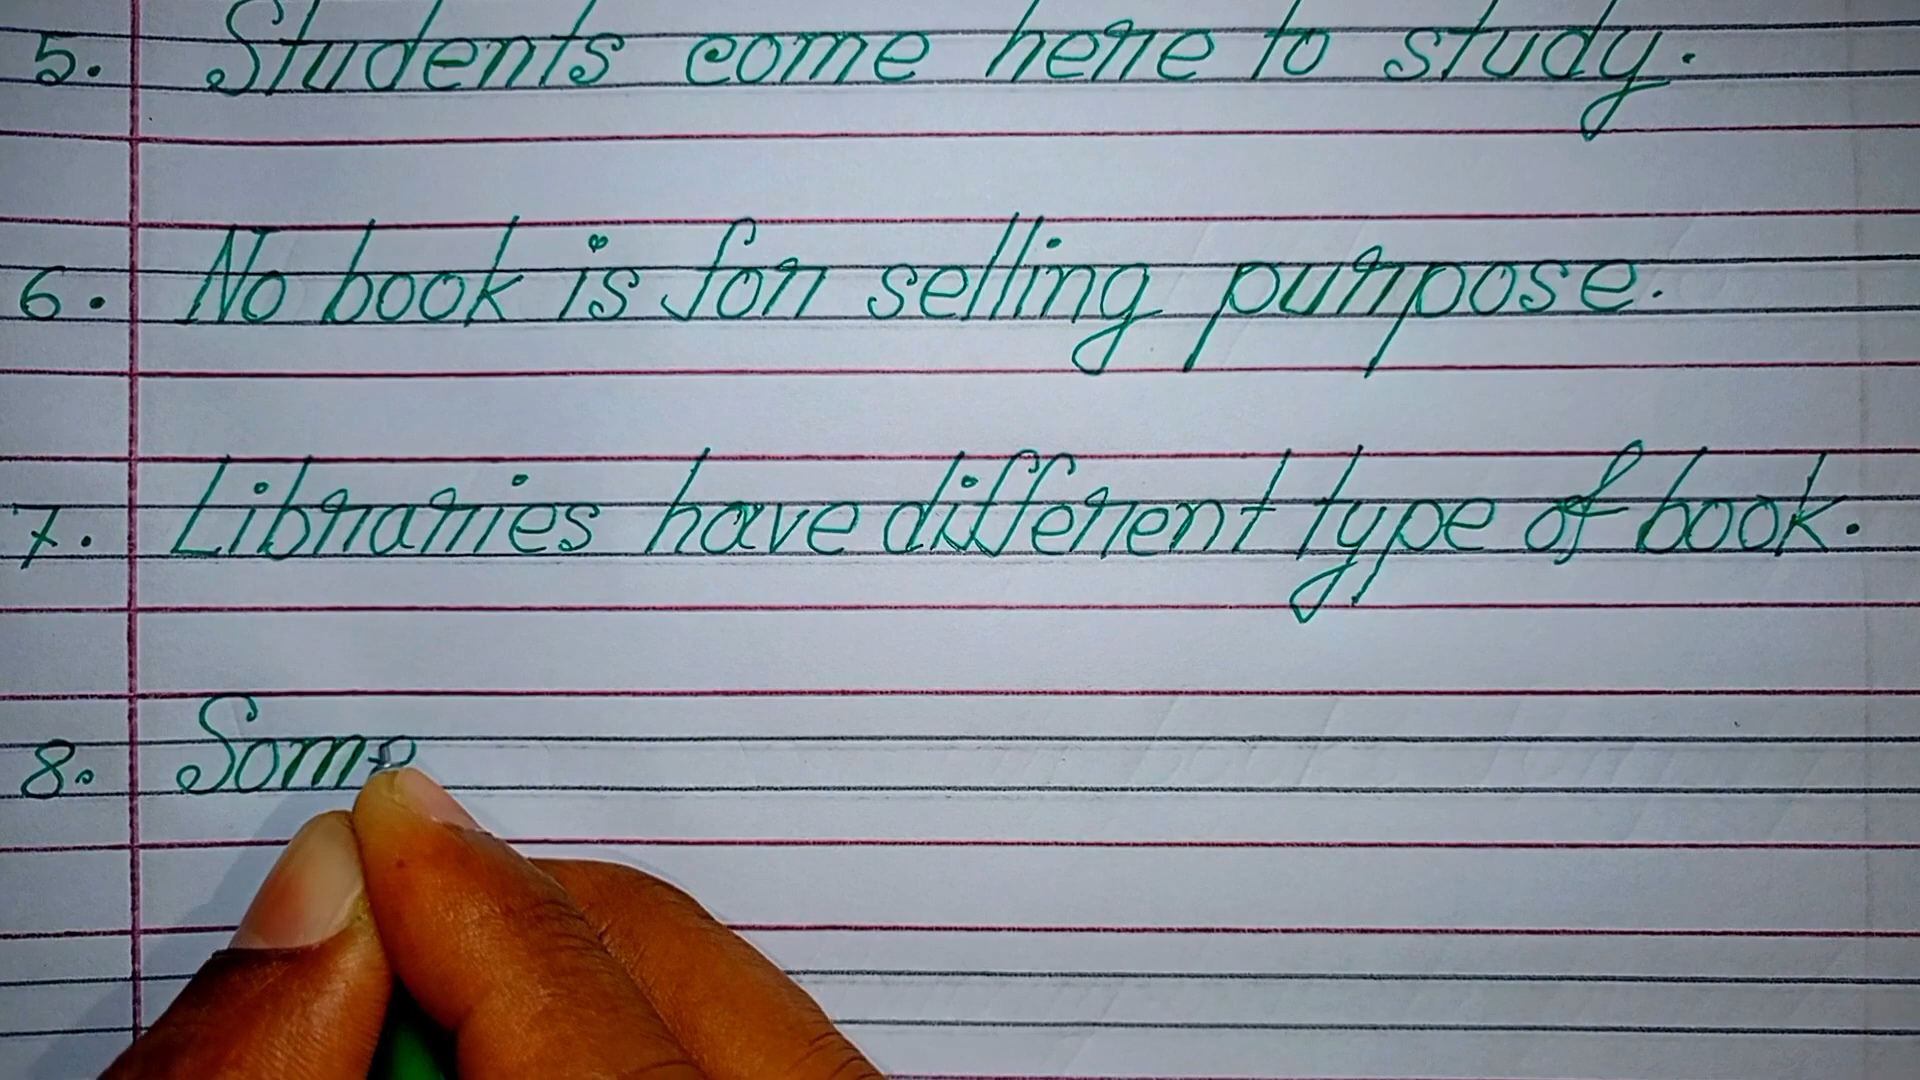 5. Students come here to study.
6. No book is for selling purpose.
7. Libraries have different type of book.
8. Some